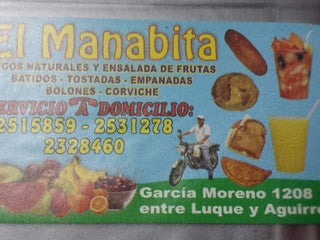 El Manabita
GOS NATURALES Y ENSALADA DE FRUTAS
BATIDOS - TOSTADAS - EMPANADAS
BOLONES - CORVICHE
SERVICIO A DOMICILIO:
2515859 - 2531278
2328460
García Moreno 1208
entre Luque y Aguirre